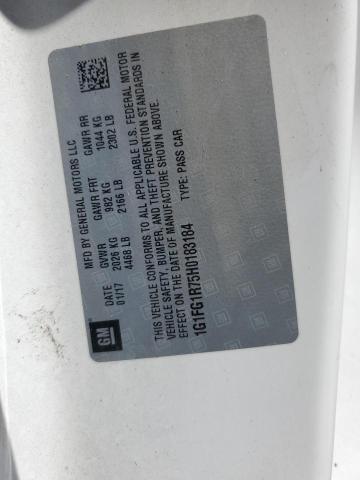 MFD BY GENERAL MOTORS LLC
DATE GVWR GAWR FRT GAWR RR
01/17 2026 KG 982 KG 1044 KG
4468 LB 2166 LB 2302 LB
THIS VEHICLE CONFORMS TO ALL APPLICABLE U.S. FEDERAL MOTOR
VEHICLE SAFETY, BUMPER, AND THEFT PREVENTION STANDARDS IN
EFFECT ON THE DATE OF MANUFACTURE SHOWN ABOVE.
1G1FG1R75H0183184 TYPE: PASS CAR
GM